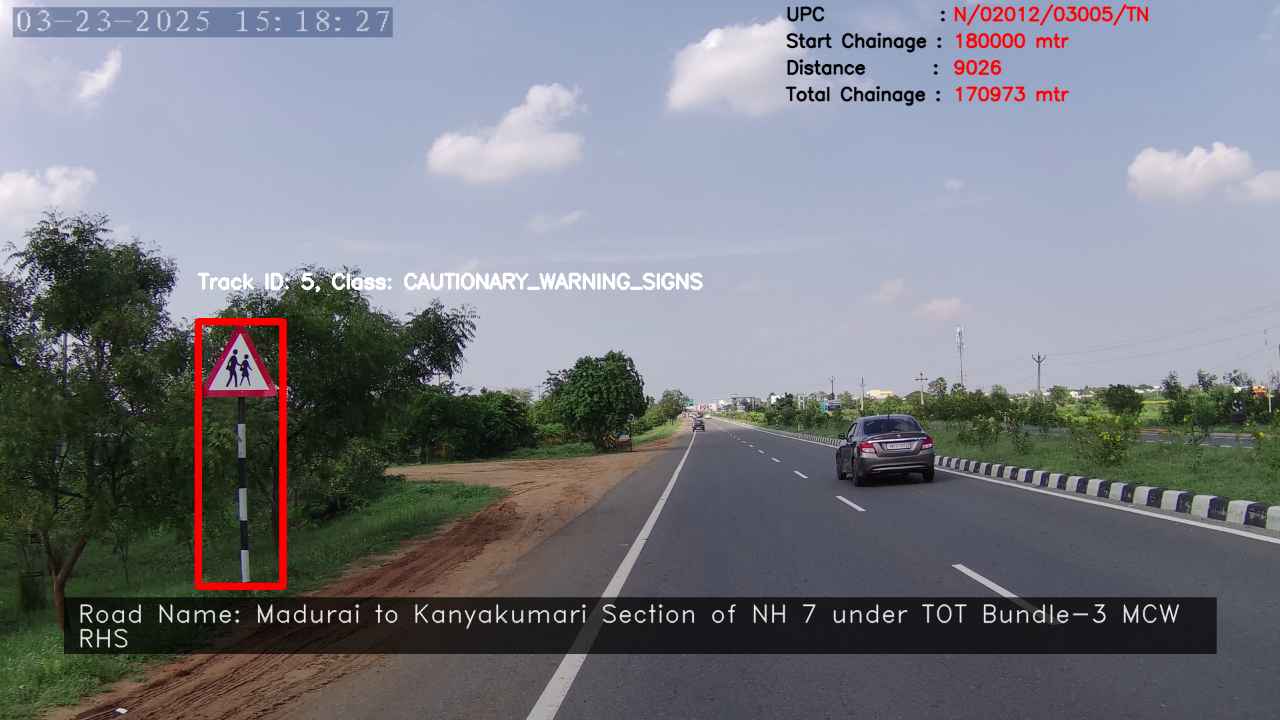 03-23-2025 15:18:27
UPC : N/02012/03005/TN
Start Chainage : 180000 mtr
Distance : 9026
Total Chainage : 170973 mtr
Track ID: 5, Class: CAUTIONARY_WARNING_SIGNS
Road Name: Madurai to Kanyakumari Section of NH 7 under TOT Bundle-3 MCW
RHS